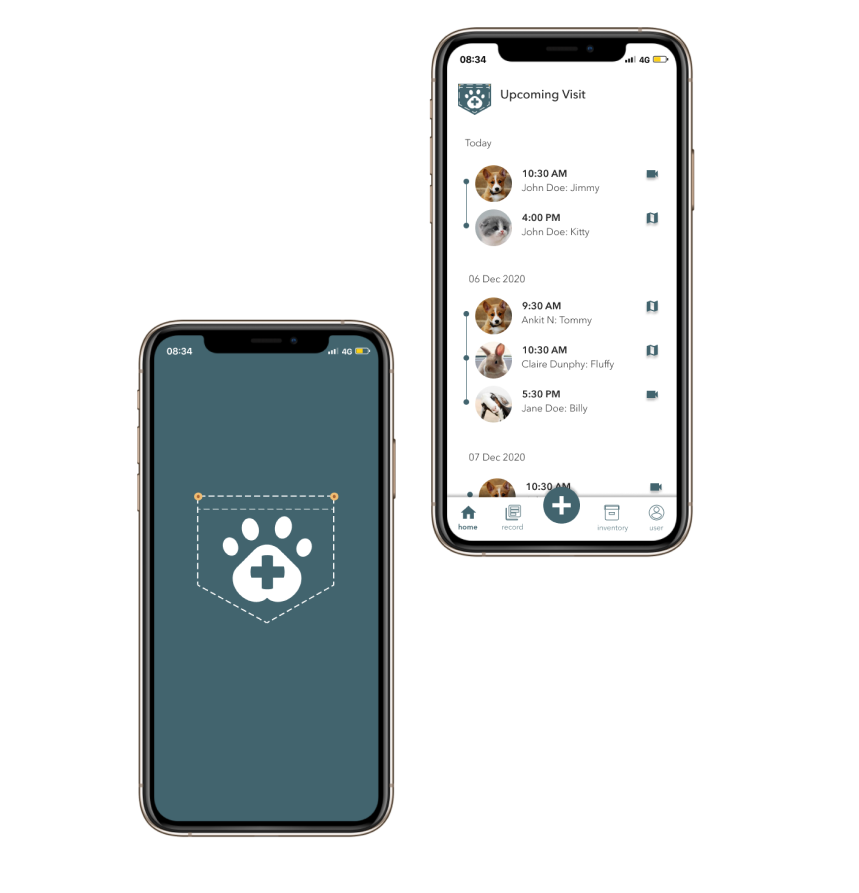 08:34
4G
Upcoming Visit
Today
10:30 AM
John Doe: Jimmy
4:00 PM
John Doe: Kitty
06 Dec 2020
9:30 AM
Ankit N: Tommy
10:30 AM
Claire Dunphy: Fluffy
5:30 PM
Jane Doe: Billy
07 Dec 2020
10:30 AM
home
record
inventory
user
08:34
4G